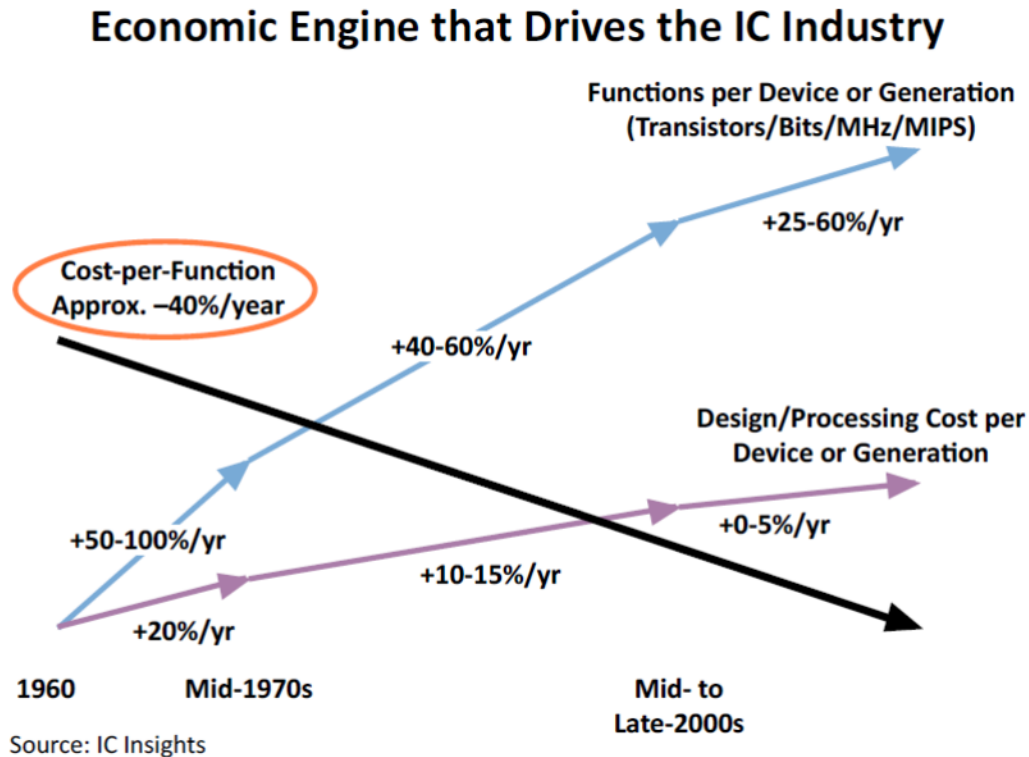 Economic Engine that Drives the IC Industry
Functions per Device or Generation
(Transistors/Bits/MHz/MIPS)
+25-60%/yr
Cost-per-Function
Approx. –40%/year
+40-60%/yr
Design/Processing Cost per
Device or Generation
+0-5%/yr
+50-100%/yr
+10-15%/yr
+20%/yr
1960
Mid-1970s
Mid- to
Late-2000s
Source: IC Insights